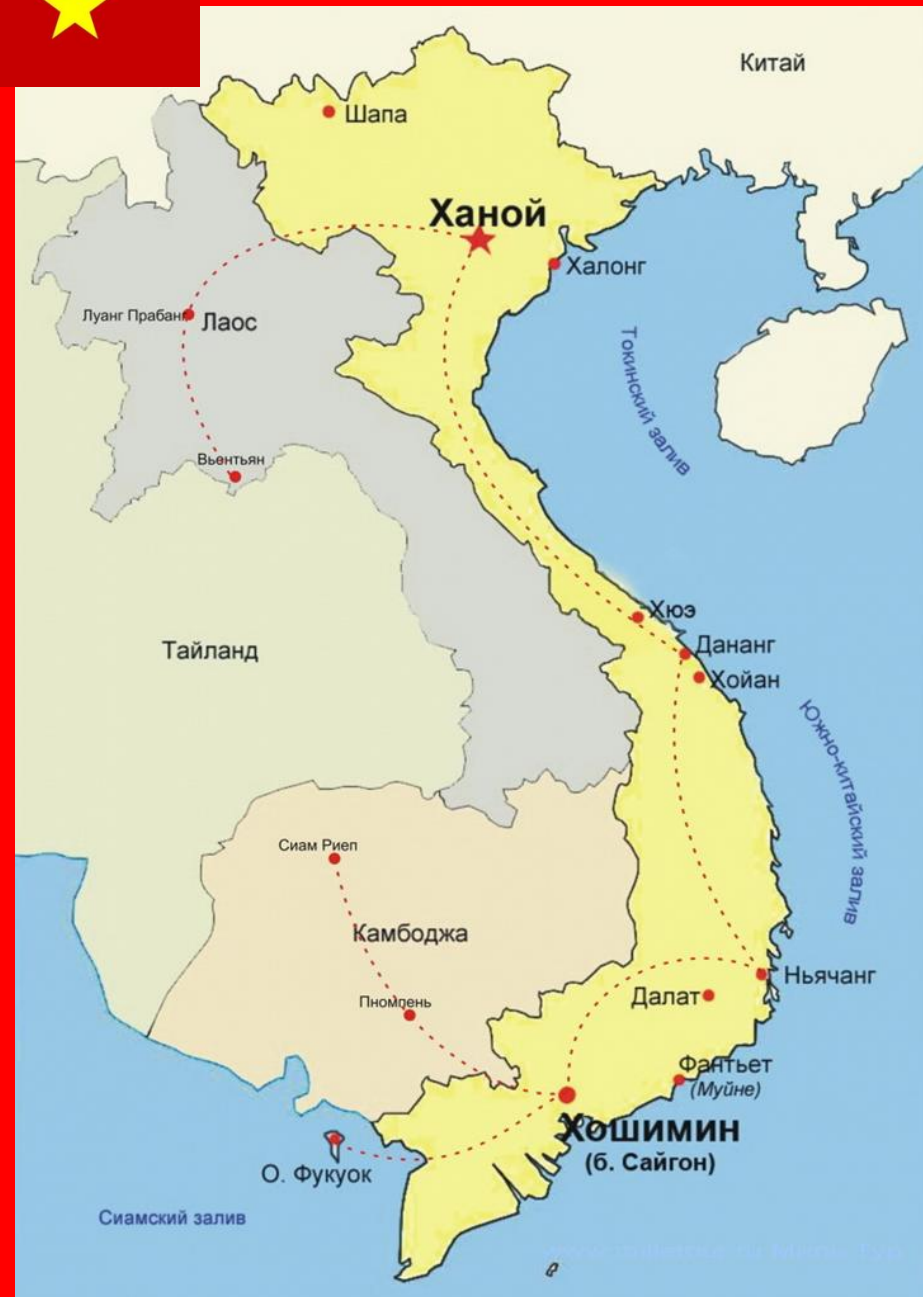 Китай
Шапа
Ханой
Халонг
Луанг Прабанг
Лаос
Токинский залив
Вьентьян
Хюэ
Тайланд
Дананг
Хойан
Южно-китайский залив
Сиам Риеп
Камбоджа
Ньячанг
Далат
Пномпень
Фантьет
(Муйне)
Хошимин
(б. Сайгон)
О. Фукуок
Сиамский залив